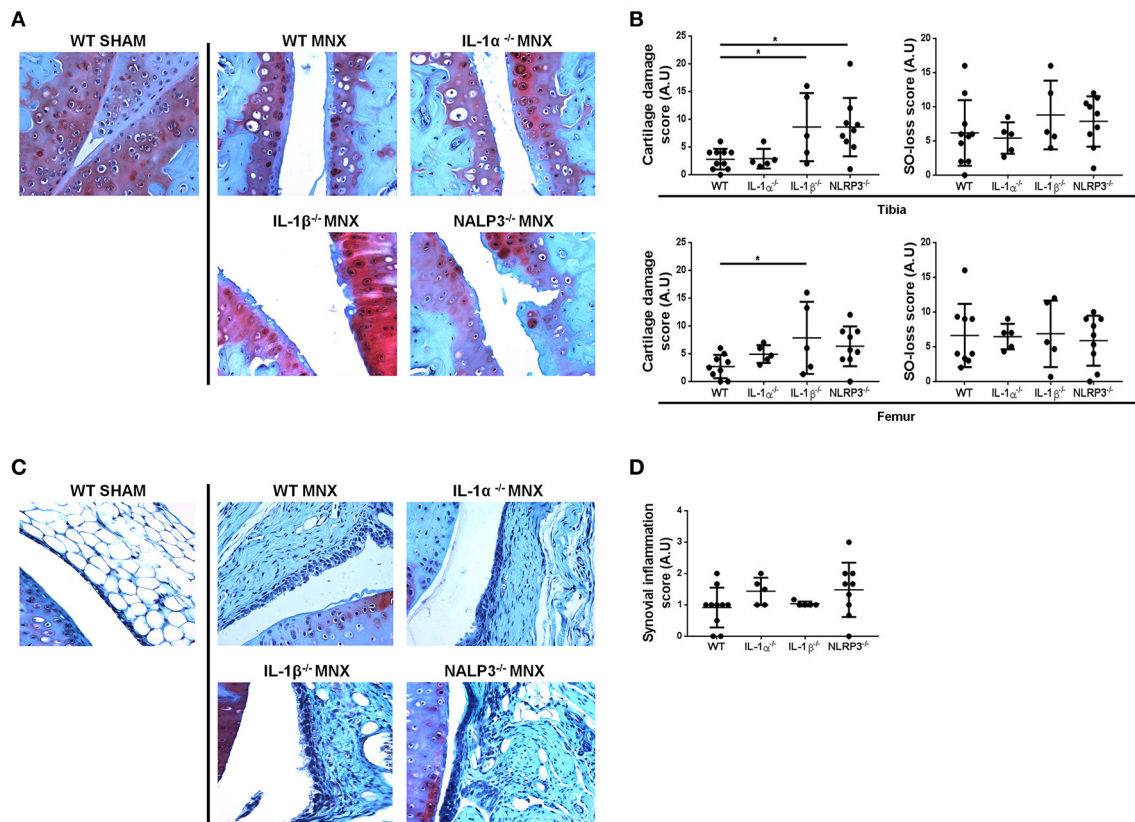 A
WT SHAM
WT MNX
IL-1α -/- MNX
IL-1β-/- MNX
NALP3-/- MNX
B
Cartilage damage
score (A.U)
25
20
15
10
5
0
WT
IL-1α-/-
IL-1β-/-
NLRP3-/-
*
*
SO-loss score (A.U)
20
15
10
5
0
WT
IL-1α-/-
IL-1β-/-
NLRP3-/-
Tibia
Cartilage damage
score (A.U)
25
20
15
10
5
0
WT
IL-1α-/-
IL-1β-/-
NLRP3-/-
*
SO-loss score (A.U)
20
15
10
5
0
WT
IL-1α-/-
IL-1β-/-
NLRP3-/-
Femur
C
WT SHAM
WT MNX
IL-1α -/- MNX
IL-1β-/- MNX
NALP3-/- MNX
D
Synovial inflammation
score (A.U)
4
3
2
1
0
WT
IL-1α-/-
IL-1β-/-
NLRP3-/-